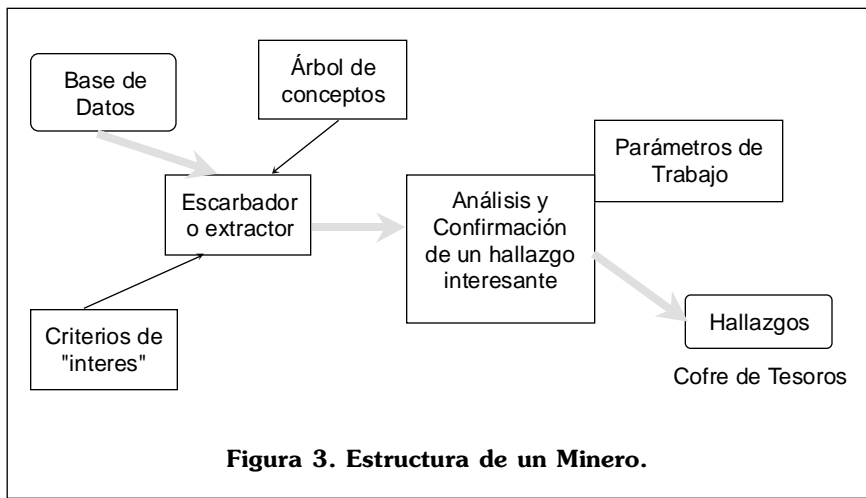 Base de
Datos
Árbol de
conceptos
Parámetros de
Trabajo
Escarbador
o extractor
Análisis y
Confirmación
de un hallazgo
interesante
Criterios de
"interes"
Hallazgos
Cofre de Tesoros
Figura 3. Estructura de un Minero.